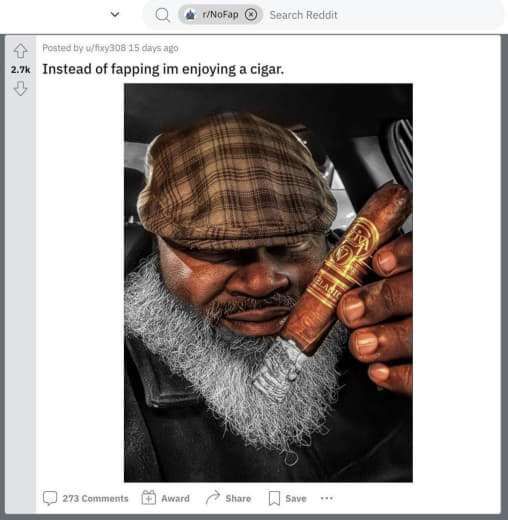 r/NoFap Search Reddit
Posted by u/fixy308 15 days ago
2.7k
Instead of fapping im enjoying a cigar.
273 Comments Award Share Save